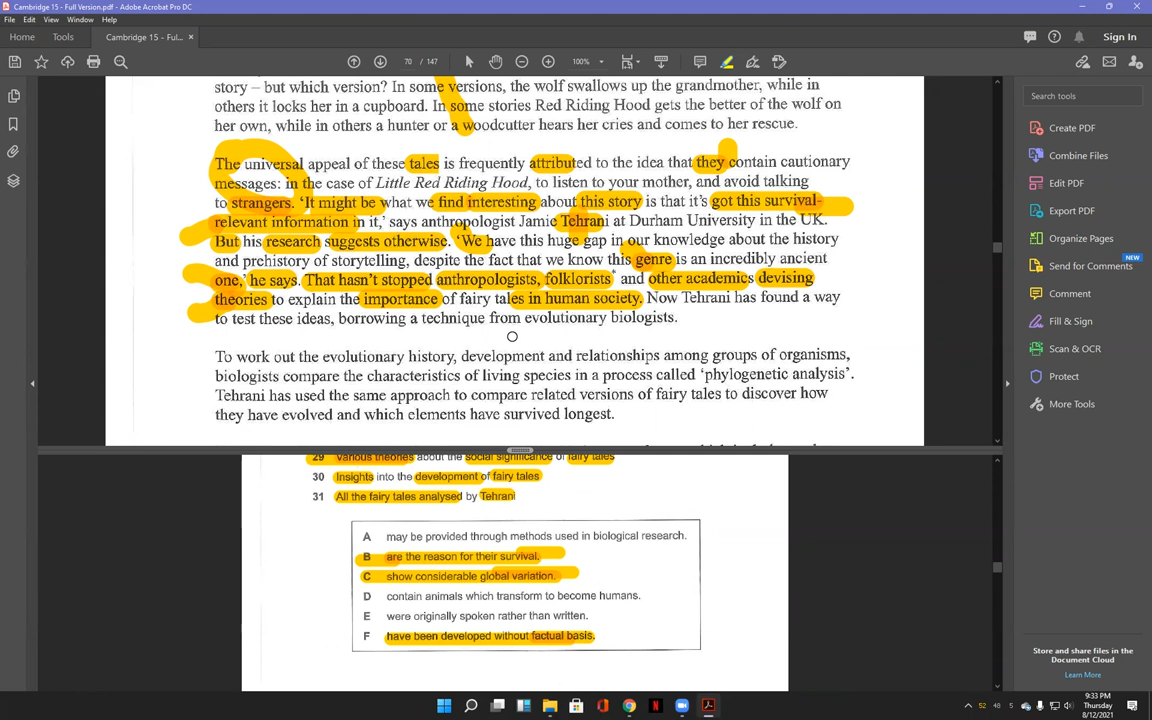 Cambridge 15 - Full Version.pdf - Adobe Acrobat Pro DC
File Edit View Window Help
Home Tools Cambridge 15 - Full... × Sign In
70 / 147 100%
story – but which version? In some versions, the wolf swallows up the grandmother, while in
others it locks her in a cupboard. In some stories Red Riding Hood gets the better of the wolf on
her own, while in others a hunter or a woodcutter hears her cries and comes to her rescue.
The universal appeal of these tales is frequently attributed to the idea that they contain cautionary
messages: in the case of Little Red Riding Hood, to listen to your mother, and avoid talking
to strangers. ‘It might be what we find interesting about this story is that it’s got this survival-
relevant information in it,’ says anthropologist Jamie Tehrani at Durham University in the UK.
But his research suggests otherwise. ‘We have this huge gap in our knowledge about the history
and prehistory of storytelling, despite the fact that we know this genre is an incredibly ancient
one,’ he says. That hasn’t stopped anthropologists, folklorists* and other academics devising
theories to explain the importance of fairy tales in human society. Now Tehrani has found a way
to test these ideas, borrowing a technique from evolutionary biologists.
To work out the evolutionary history, development and relationships among groups of organisms,
biologists compare the characteristics of living species in a process called ‘phylogenetic analysis’.
Tehrani has used the same approach to compare related versions of fairy tales to discover how
they have evolved and which elements have survived longest.
29 Various theories about the social significance of fairy tales
30 Insights into the development of fairy tales
31 All the fairy tales analysed by Tehrani
A may be provided through methods used in biological research.
B are the reason for their survival.
C show considerable global variation.
D contain animals which transform to become humans.
E were originally spoken rather than written.
F have been developed without factual basis.
Search tools
Create PDF
Combine Files
Edit PDF
Export PDF
Organize Pages
NEW
Send for Comments
Comment
Fill & Sign
Scan & OCR
Protect
More Tools
Store and share files in the
Document Cloud
Learn More
52 48 5
9:33 PM
Thursday
8/12/2021